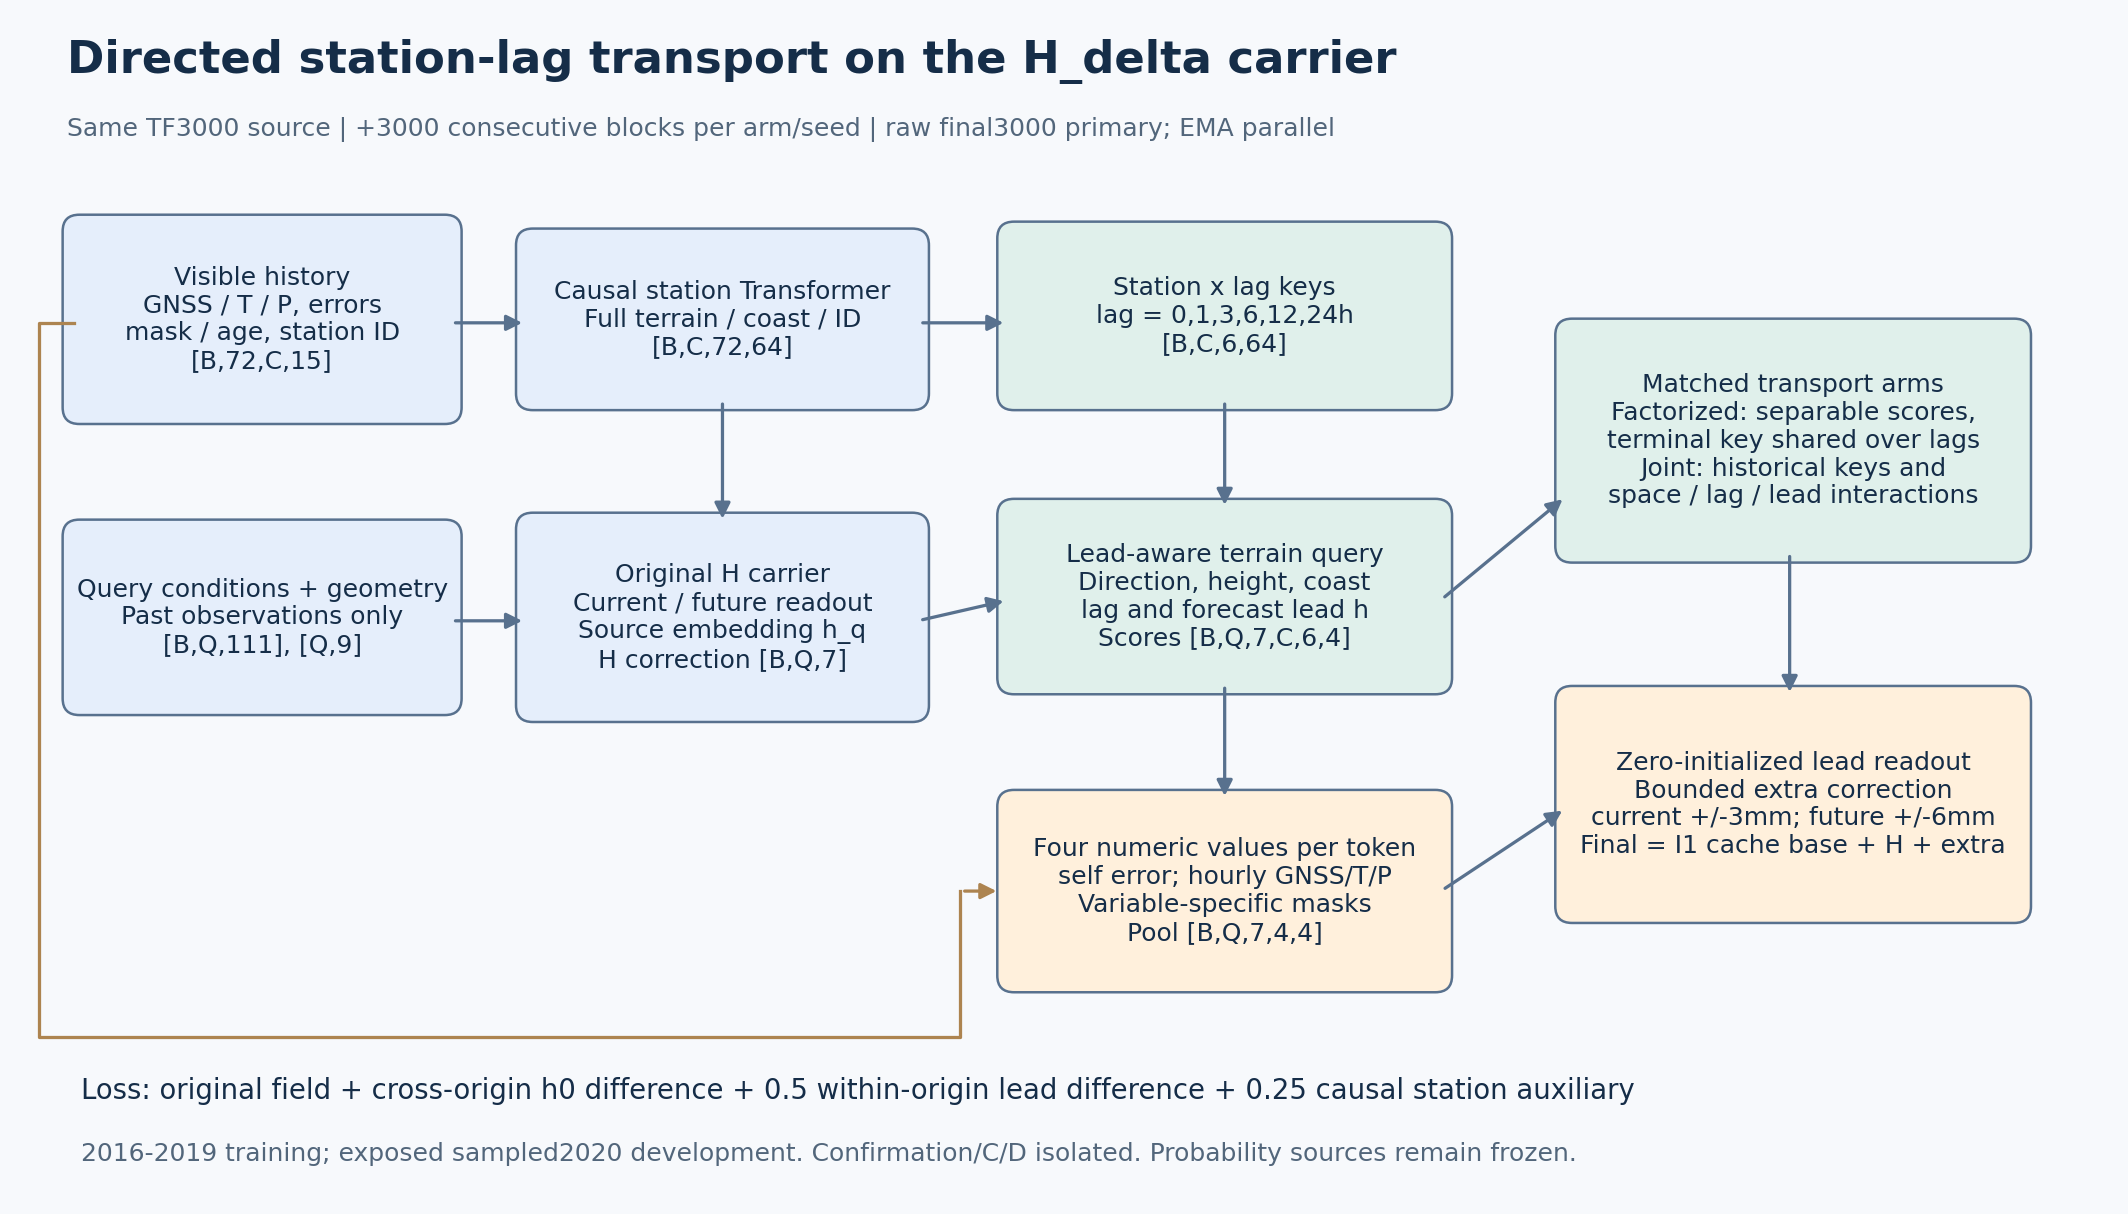 Directed station-lag transport on the H_delta carrier
Same TF3000 source | +3000 consecutive blocks per arm/seed | raw final3000 primary; EMA parallel
Visible history
GNSS / T / P, errors
mask / age, station ID
[B,72,C,15]
Causal station Transformer
Full terrain / coast / ID
[B,C,72,64]
Station x lag keys
lag = 0,1,3,6,12,24h
[B,C,6,64]
Matched transport arms
Factorized: separable scores,
terminal key shared over lags
Joint: historical keys and
space / lag / lead interactions
Query conditions + geometry
Past observations only
[B,Q,111], [Q,9]
Original H carrier
Current / future readout
Source embedding h_q
H correction [B,Q,7]
Lead-aware terrain query
Direction, height, coast
lag and forecast lead h
Scores [B,Q,7,C,6,4]
Zero-initialized lead readout
Bounded extra correction
current +/-3mm; future +/-6mm
Final = I1 cache base + H + extra
Four numeric values per token
self error; hourly GNSS/T/P
Variable-specific masks
Pool [B,Q,7,4,4]
Loss: original field + cross-origin h0 difference + 0.5 within-origin lead difference + 0.25 causal station auxiliary
2016-2019 training; exposed sampled2020 development. Confirmation/C/D isolated. Probability sources remain frozen.